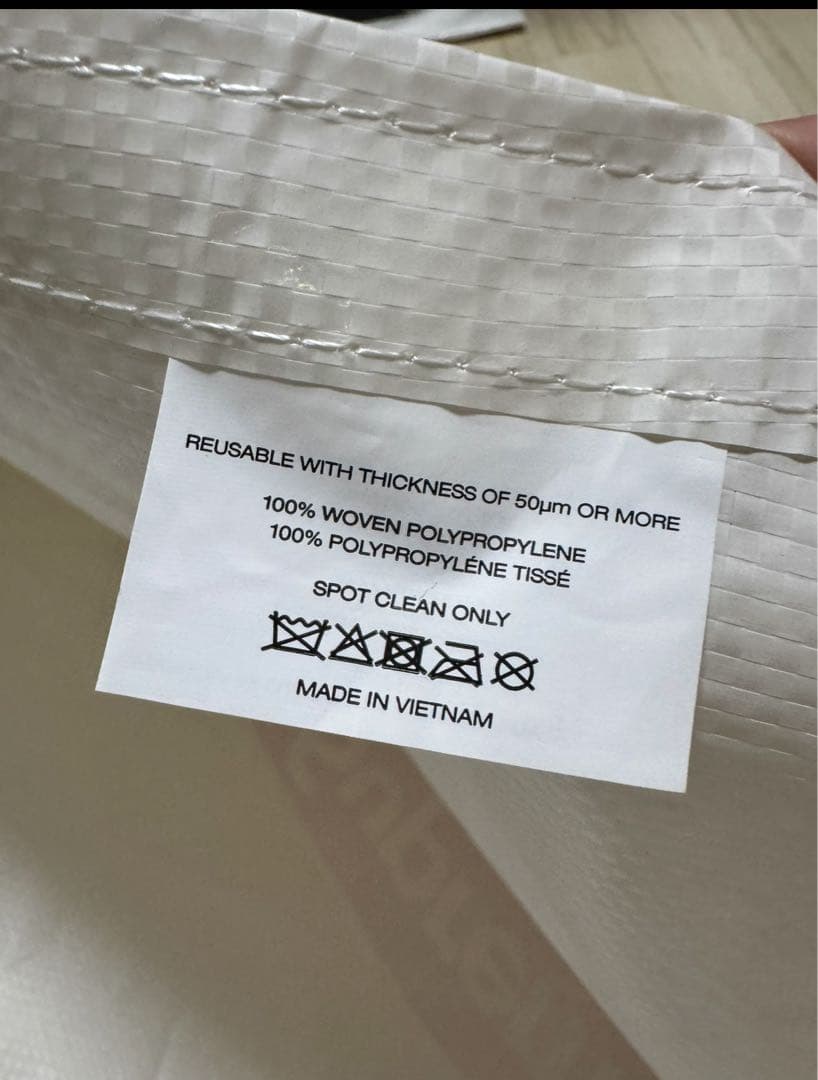 REUSABLE WITH THICKNESS OF 50µm OR MORE
100% WOVEN POLYPROPYLENE
100% POLYPROPYLÉNE TISSÉ
SPOT CLEAN ONLY
MADE IN VIETNAM